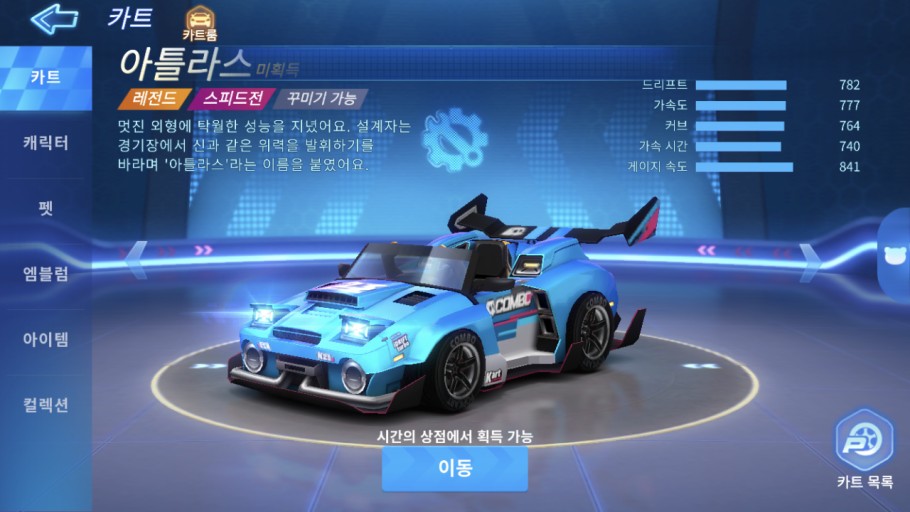 카트
카트룸
카트
캐릭터
펫
엠블럼
아이템
컬렉션
아틀라스 미획득
레전드 스피드전 꾸미기 가능
멋진 외형에 탁월한 성능을 지녔어요. 설계자는
경기장에서 신과 같은 위력을 발휘하기를
바라며 '아틀라스'라는 이름을 붙였어요.
드리프트 782
가속도 777
커브 764
가속 시간 740
게이지 속도 841
COMBO
COMBO
Kart
시간의 상점에서 획득 가능
이동
카트 목록